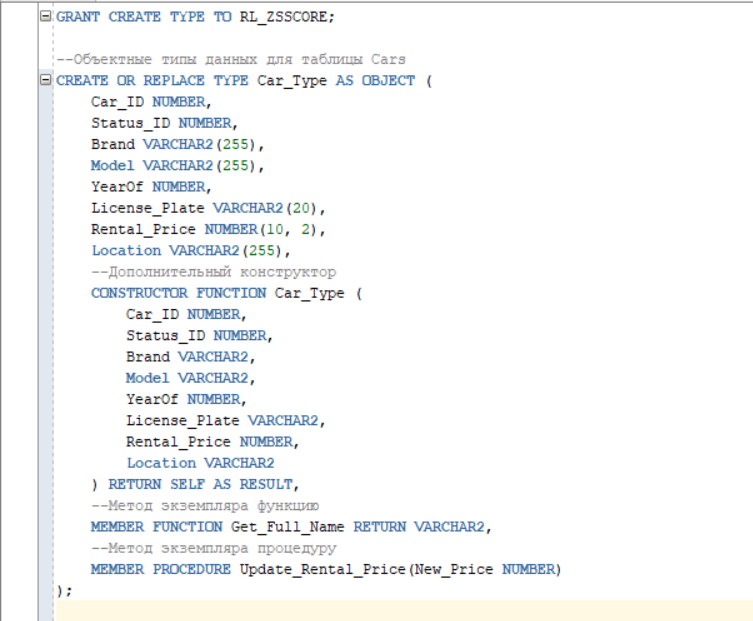 GRANT CREATE TYPE TO RL_ZSSCORE;
--Объектные типы данных для таблицы Cars
CREATE OR REPLACE TYPE Car_Type AS OBJECT (
Car_ID NUMBER,
Status_ID NUMBER,
Brand VARCHAR2(255),
Model VARCHAR2(255),
YearOf NUMBER,
License_Plate VARCHAR2(20),
Rental_Price NUMBER(10, 2),
Location VARCHAR2(255),
--Дополнительный конструктор
CONSTRUCTOR FUNCTION Car_Type (
Car_ID NUMBER,
Status_ID NUMBER,
Brand VARCHAR2,
Model VARCHAR2,
YearOf NUMBER,
License_Plate VARCHAR2,
Rental_Price NUMBER,
Location VARCHAR2
) RETURN SELF AS RESULT,
--Метод экземпляра функцию
MEMBER FUNCTION Get_Full_Name RETURN VARCHAR2,
--Метод экземпляра процедуру
MEMBER PROCEDURE Update_Rental_Price(New_Price NUMBER)
);